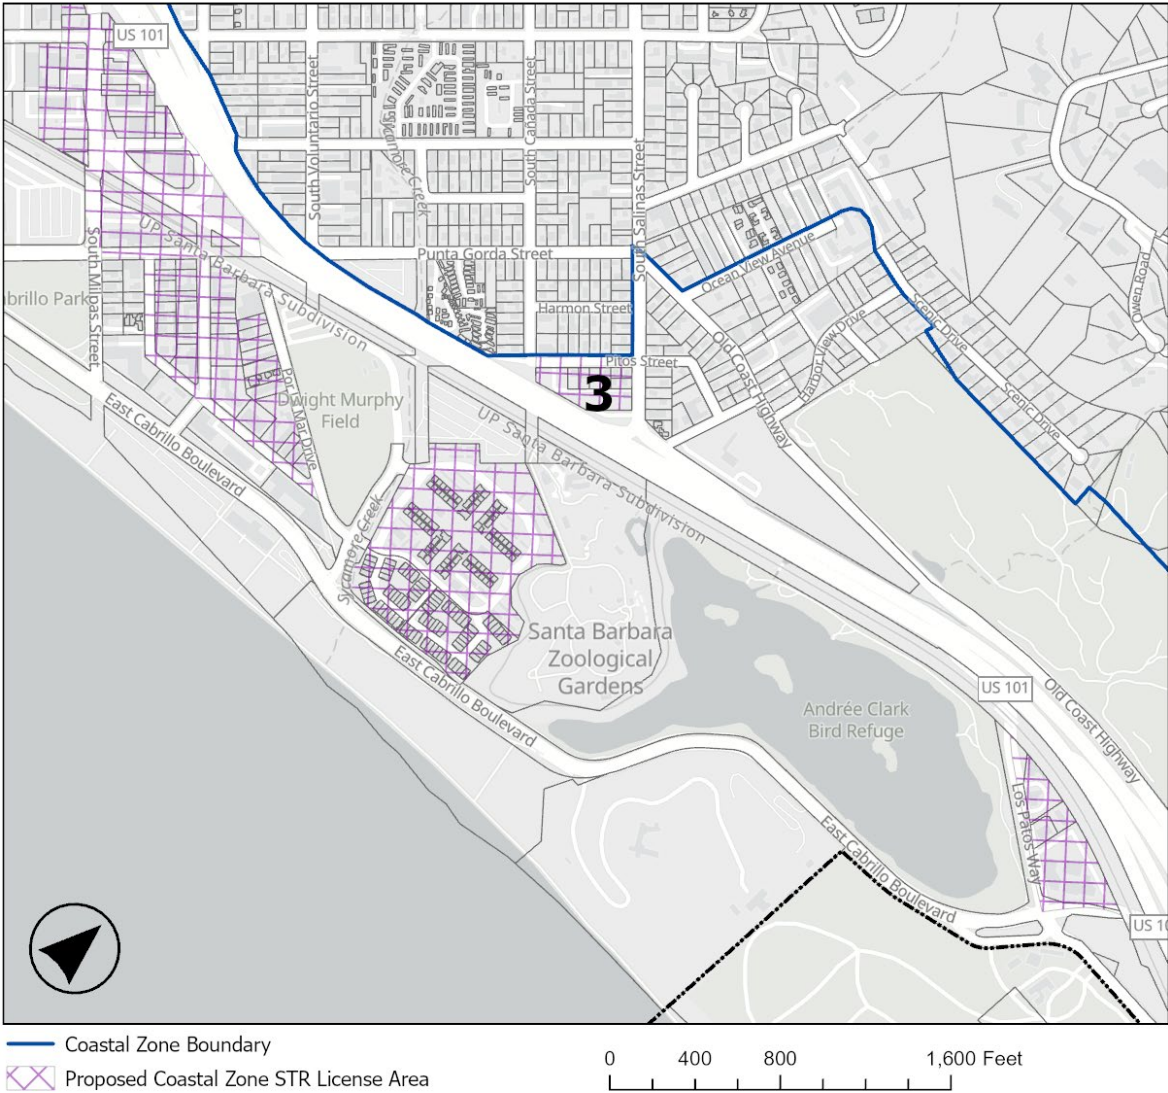 US 101
South Voluntario Street
Sycamore Creek
South Cañada Street
South Salinas Street
UP Santa Barbara Subdivision
South Milpas Street
Punta Gorda Street
Ocean View Avenue
abrillo Park
Harmon Street
Owen Road
Scenic Drive
Harbor View Drive
Old Coast Highway
Pitos Street
3
Scenic Drive
Por La Mar Drive
Dwight Murphy
Field
East Cabrillo Boulevard
UP Santa Barbara Subdivision
Sycamore Creek
Santa Barbara
Zoological
Gardens
East Cabrillo Boulevard
US 101
Old Coast Highway
Andrée Clark
Bird Refuge
Los Patos Way
East Cabrillo Boulevard
US 10
Coastal Zone Boundary
Proposed Coastal Zone STR License Area
0 400 800 1,600 Feet